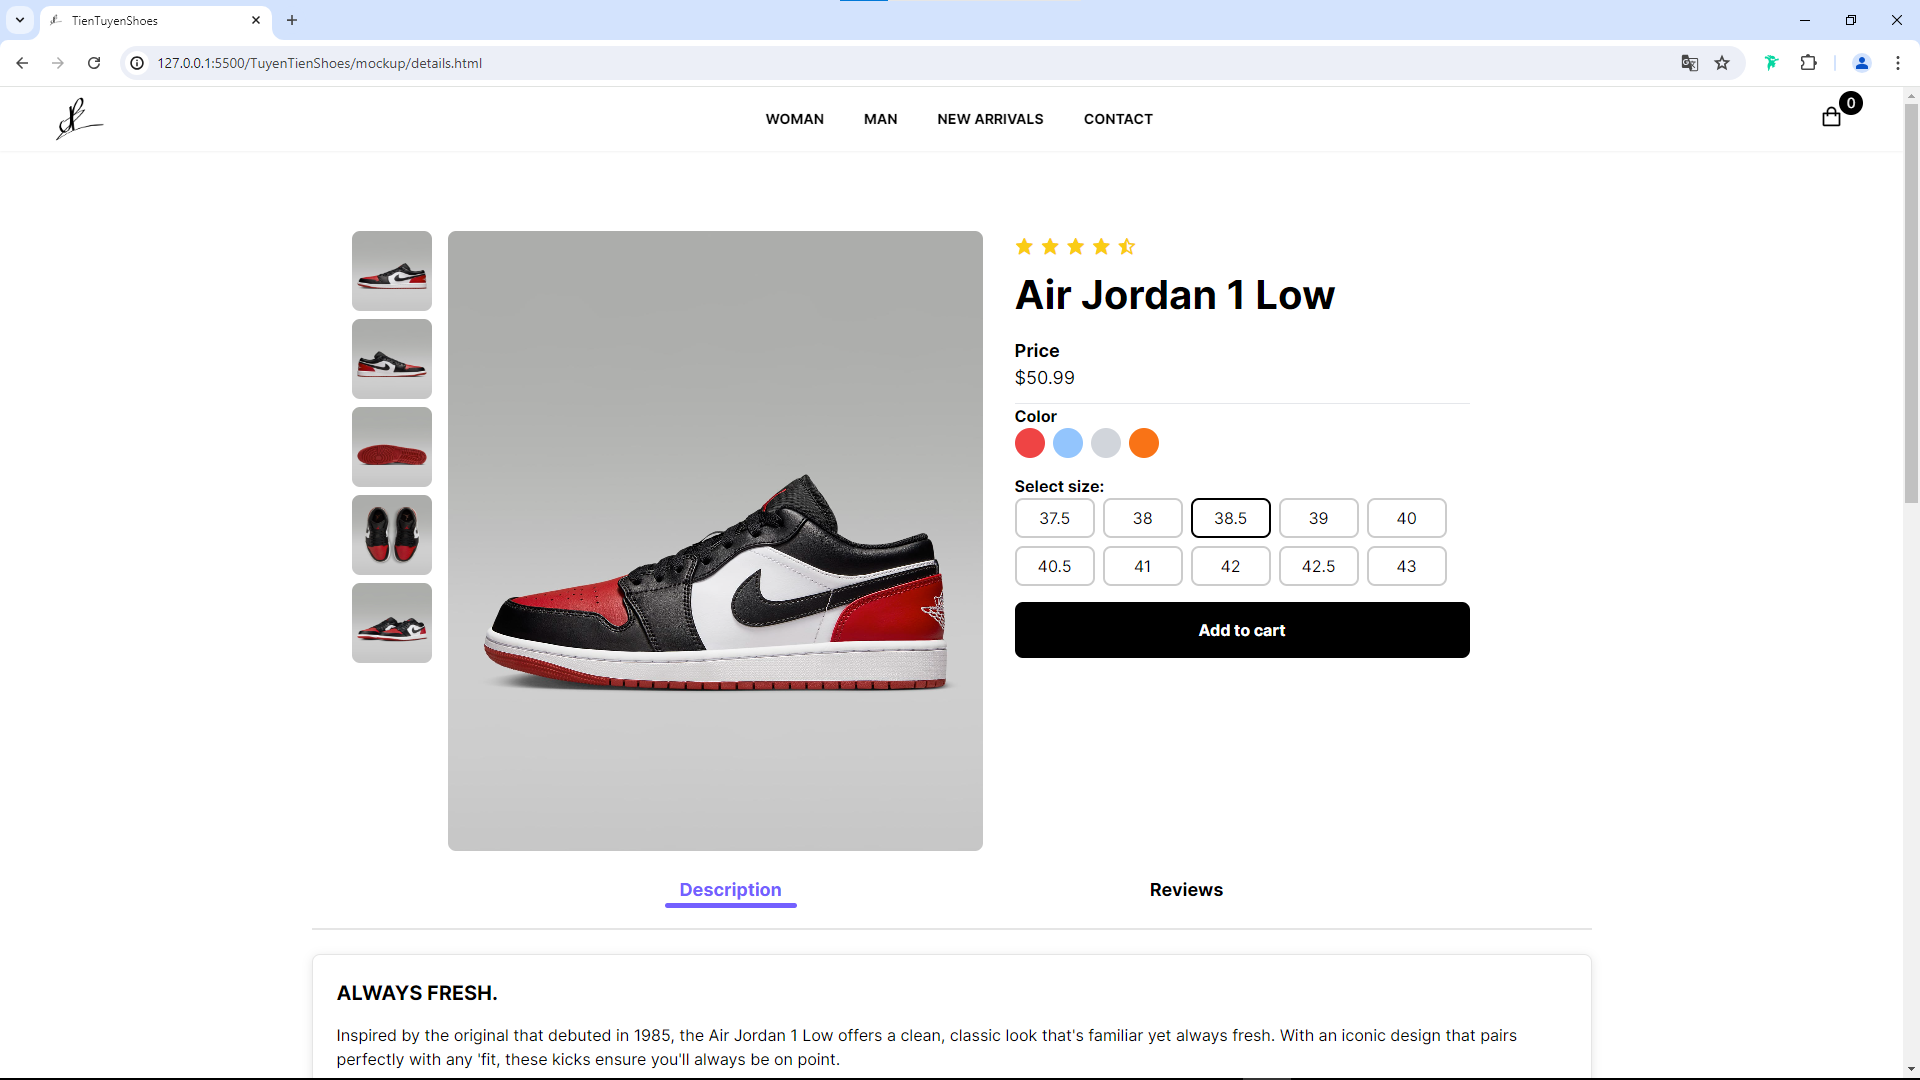 TienTuyenShoes
127.0.0.1:5500/TuyenTienShoes/mockup/details.html
WOMAN MAN NEW ARRIVALS CONTACT
0
Air Jordan 1 Low
Price
$50.99
Color
Select size:
37.5 38 38.5 39 40
40.5 41 42 42.5 43
Add to cart
Description Reviews
ALWAYS FRESH.
Inspired by the original that debuted in 1985, the Air Jordan 1 Low offers a clean, classic look that's familiar yet always fresh. With an iconic design that pairs
perfectly with any 'fit, these kicks ensure you'll always be on point.